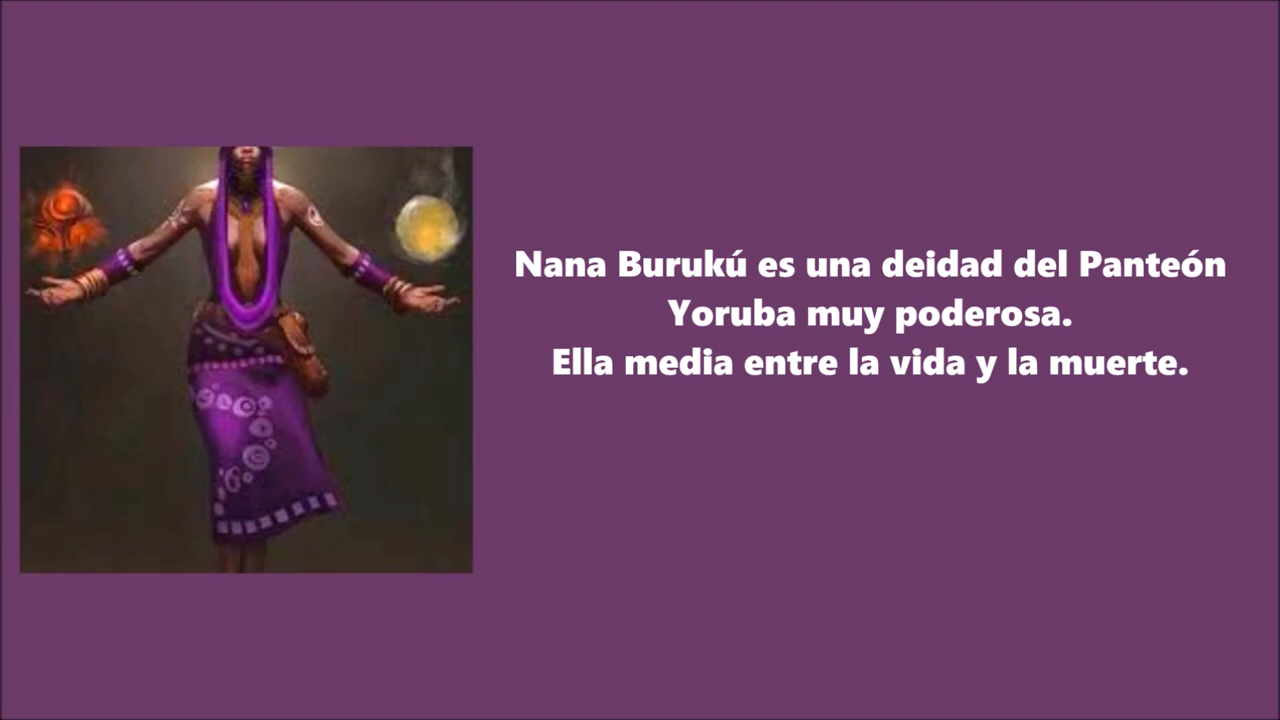 Nana Burukú es una deidad del Panteón
Yoruba muy poderosa.
Ella media entre la vida y la muerte.